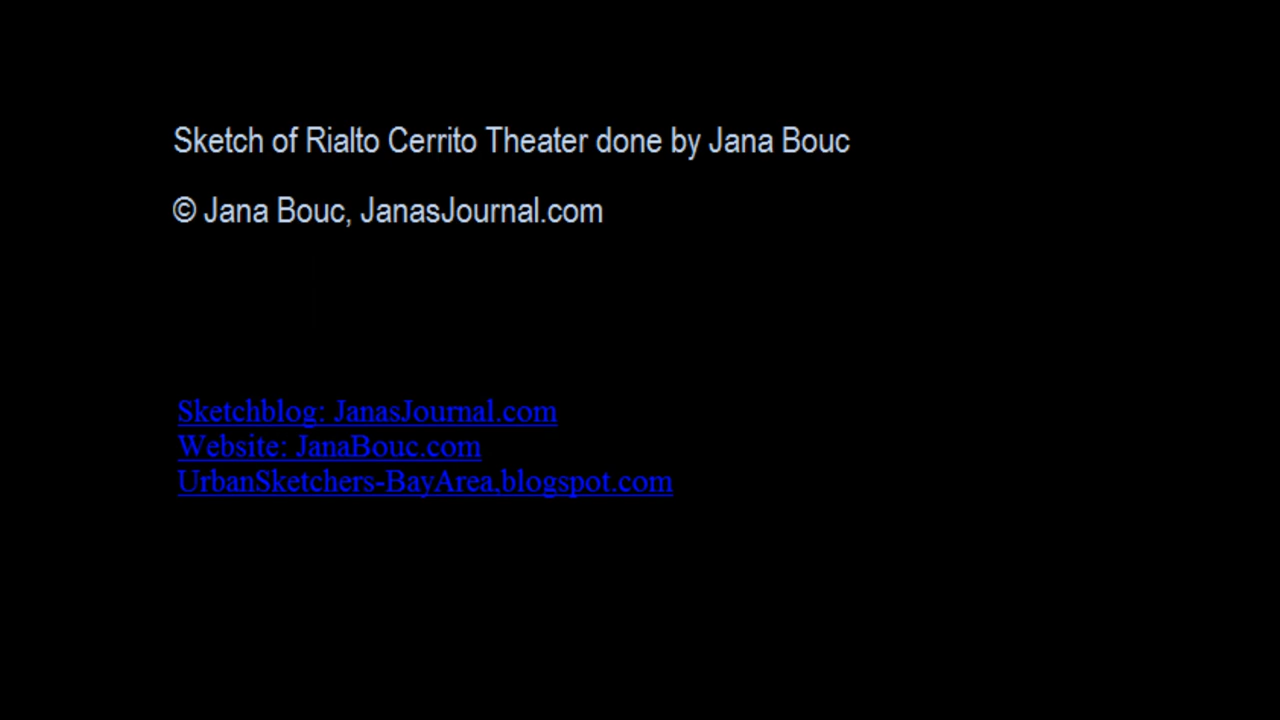 Sketch of Rialto Cerrito Theater done by Jana Bouc
© Jana Bouc, JanasJournal.com
Sketchblog: JanasJournal.com
Website: JanaBouc.com
UrbanSketchers-BayArea,blogspot.com